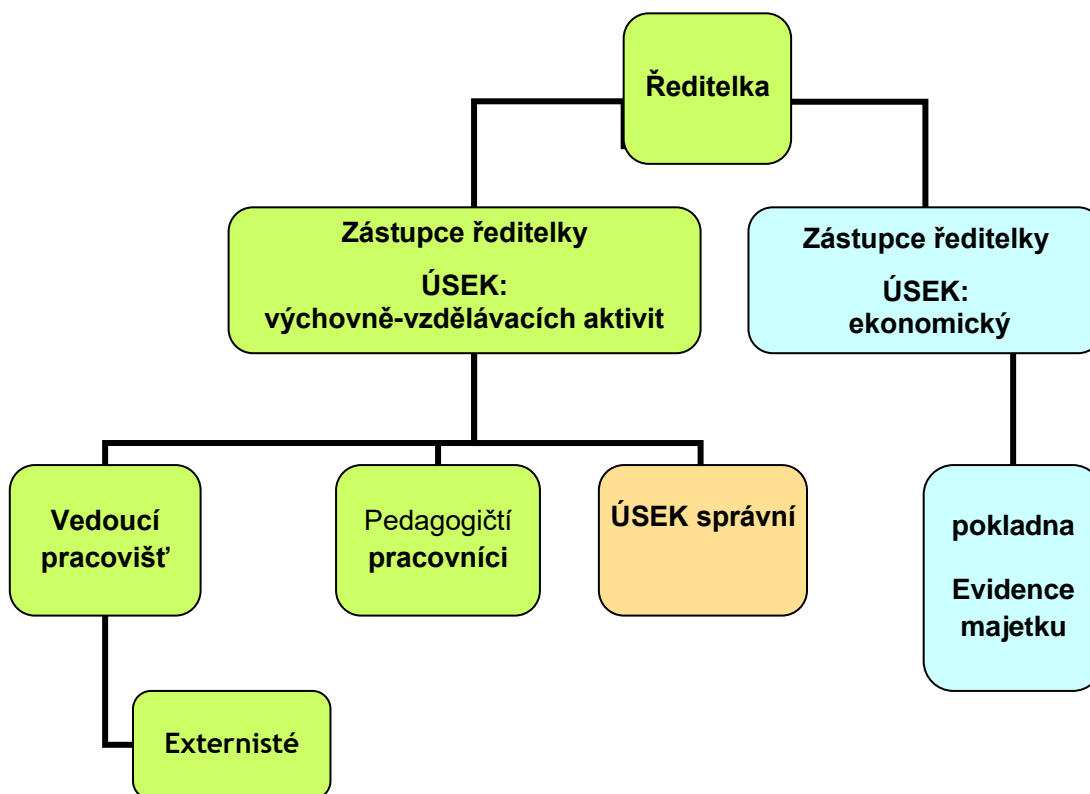 Ředitelka
Zástupce ředitelky
ÚSEK:
výchovně-vzdělávacích aktivit
Zástupce ředitelky
ÚSEK:
ekonomický
Vedoucí
pracovišť
Pedagogičtí
pracovníci
ÚSEK správní
pokladna
Evidence
majetku
Externisté